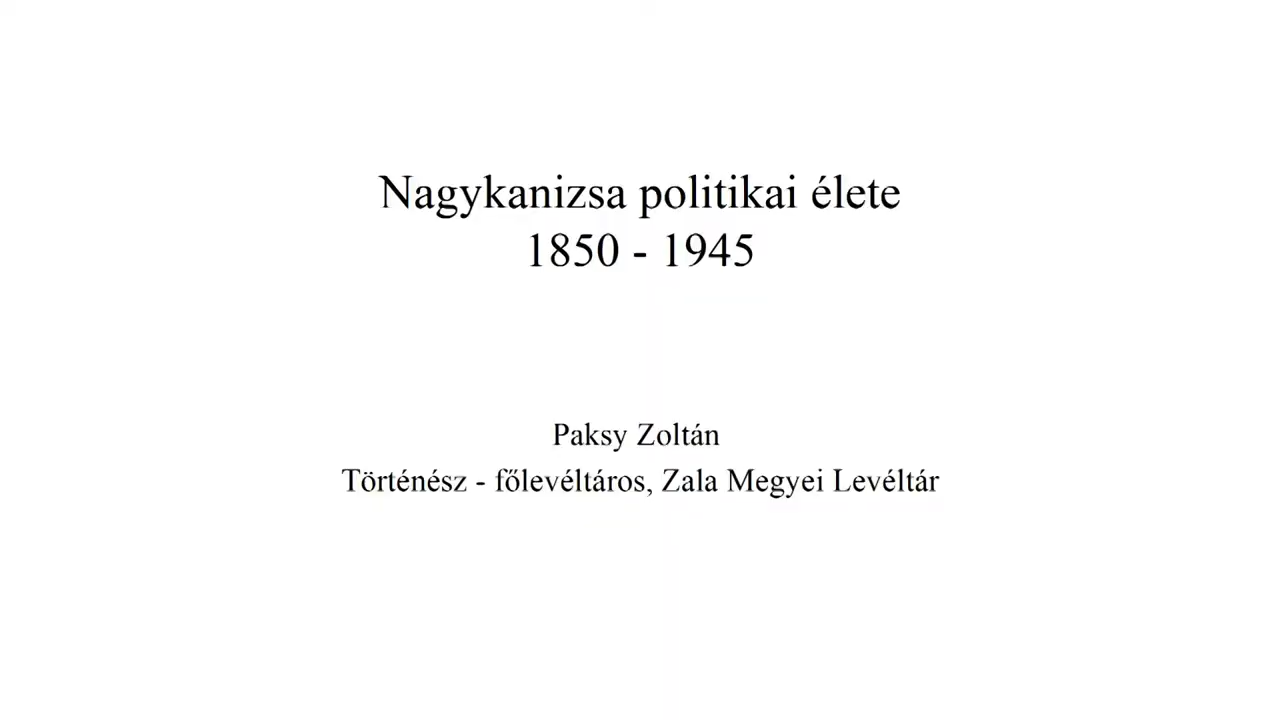 Nagykanizsa politikai élete
1850 - 1945
Paksy Zoltán
Történész - főlevéltáros, Zala Megyei Levéltár